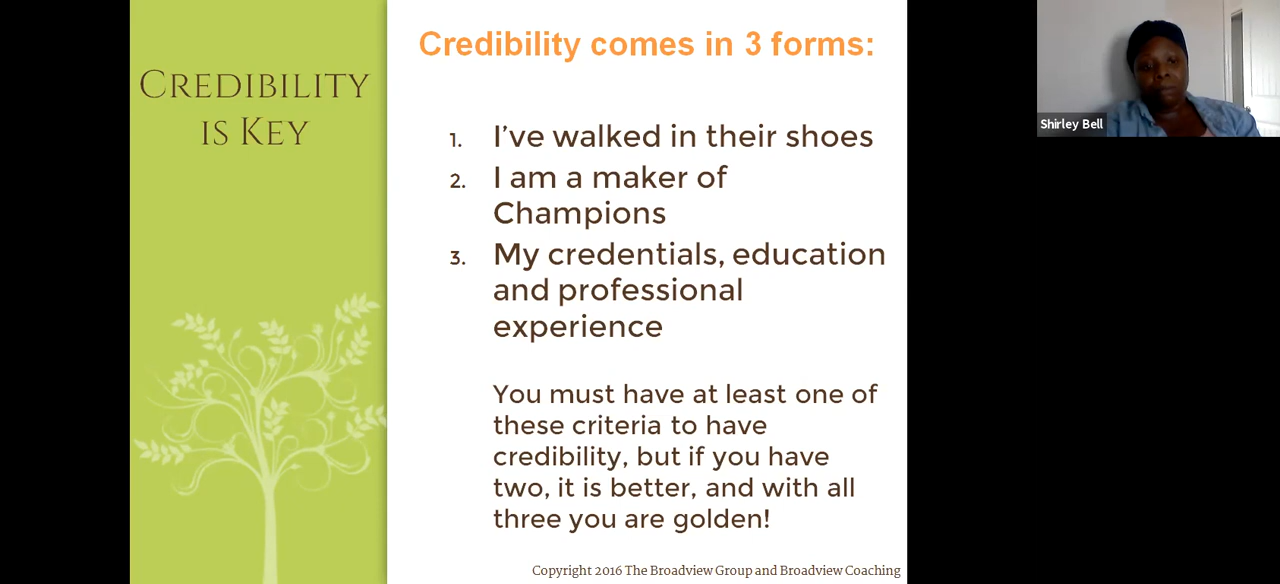 CREDIBILITY
IS KEY
Credibility comes in 3 forms:
1. I've walked in their shoes
2. I am a maker of
Champions
3. My credentials, education
and professional
experience
You must have at least one of
these criteria to have
credibility, but if you have
two, it is better, and with all
three you are golden!
Copyright 2016 The Broadview Group and Broadview Coaching
Shirley Bell